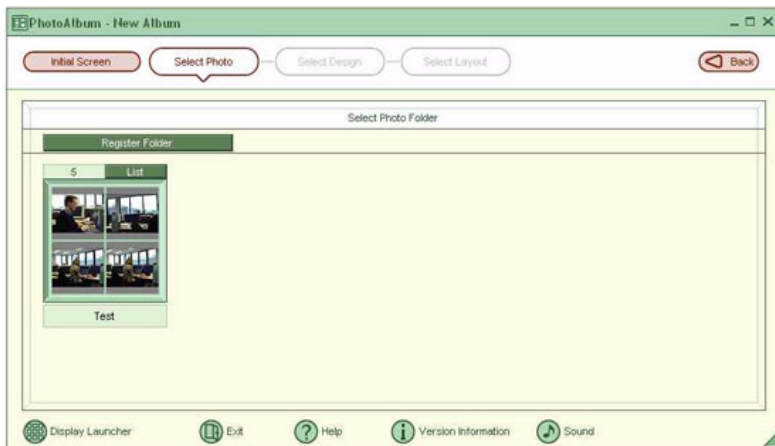 PhotoAlbum - New Album
Initial Screen Select Photo Select Design Select Layout Back
Select Photo Folder
Register Folder
5 List
Test
Display Launcher Exit Help Version Information Sound